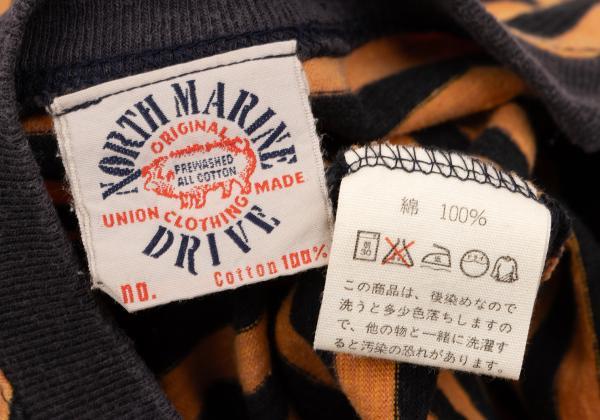 NORTH MARINE
ORIGINAL
PREWASHED
ALL COTTON
UNION CLOTHING MADE
DRIVE
no.
Cotton 100%
綿 100%
この商品は、後染めなので
洗うと多少色落ちしますの
で、他の物と一緒に洗濯す
ると汚染の恐れがあります。